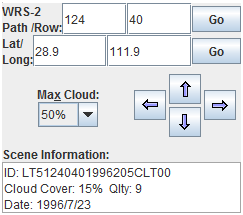 WRS-2
Path /Row: 124 40 Go
Lat/
Long: 28.9 111.9 Go
Max Cloud:
50%
Scene Information:
ID: LT51240401996205CLT00
Cloud Cover: 15% Qlty: 9
Date: 1996/7/23